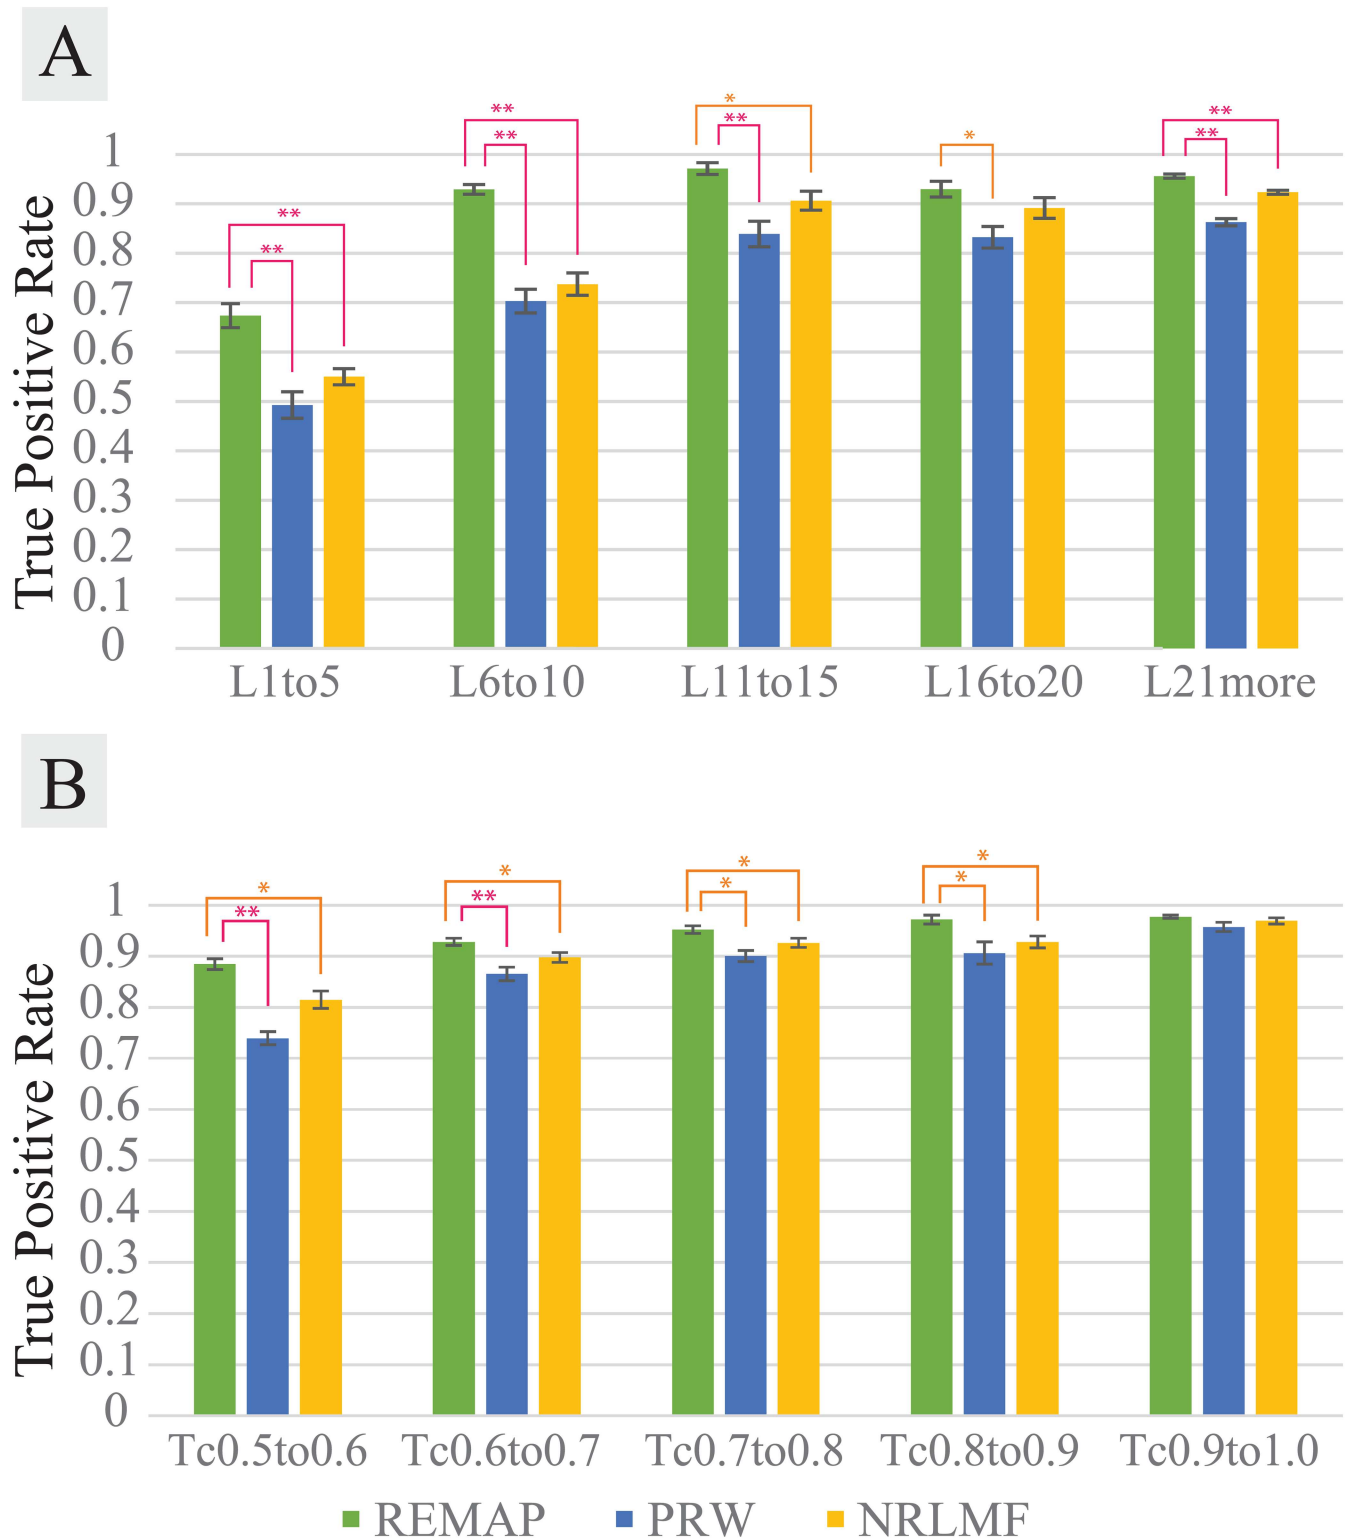 A
** ** ** ** * ** * ** **
True Positive Rate
1
0.9
0.8
0.7
0.6
0.5
0.4
0.3
0.2
0.1
0
L1to5 L6to10 L11to15 L16to20 L21more
B
* ** * ** * * * *
True Positive Rate
1
0.9
0.8
0.7
0.6
0.5
0.4
0.3
0.2
0.1
0
Tc0.5to0.6 Tc0.6to0.7 Tc0.7to0.8 Tc0.8to0.9 Tc0.9to1.0
REMAP PRW NRLMF